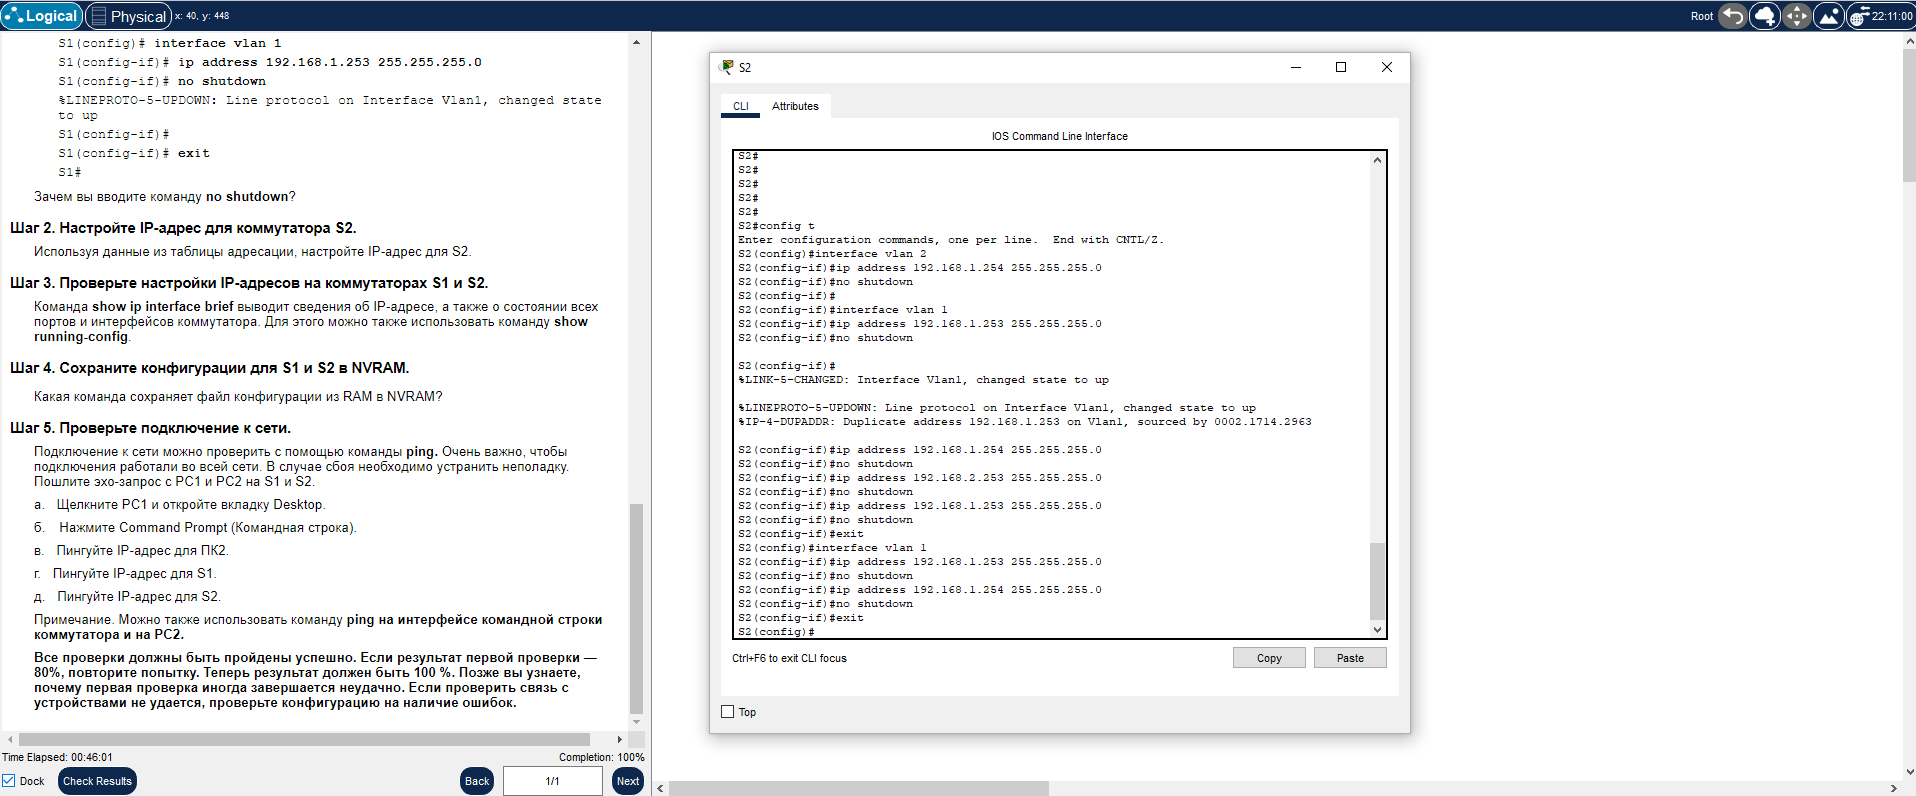 Logical
Physical
x: 40, y: 448
Root
22:11:00
S1(config)# interface vlan 1
S1(config-if)# ip address 192.168.1.253 255.255.255.0
S1(config-if)# no shutdown
%LINEPROTO-5-UPDOWN: Line protocol on Interface Vlan1, changed state
to up
S1(config-if)#
S1(config-if)# exit
S1#
Зачем вы вводите команду no shutdown?
Шаг 2. Настройте IP-адрес для коммутатора S2.
Используя данные из таблицы адресации, настройте IP-адрес для S2.
Шаг 3. Проверьте настройки IP-адресов на коммутаторах S1 и S2.
Команда show ip interface brief выводит сведения об IP-адресе, а также о состоянии всех
портов и интерфейсов коммутатора. Для этого можно также использовать команду show
running-config.
Шаг 4. Сохраните конфигурации для S1 и S2 в NVRAM.
Какая команда сохраняет файл конфигурации из RAM в NVRAM?
Шаг 5. Проверьте подключение к сети.
Подключение к сети можно проверить с помощью команды ping. Очень важно, чтобы
подключения работали во всей сети. В случае сбоя необходимо устранить неполадку.
Пошлите эхо-запрос с PC1 и PC2 на S1 и S2.
а. Щелкните PC1 и откройте вкладку Desktop.
б. Нажмите Command Prompt (Командная строка).
в. Пингуйте IP-адрес для ПК2.
г. Пингуйте IP-адрес для S1.
д. Пингуйте IP-адрес для S2.
Примечание. Можно также использовать команду ping на интерфейсе командной строки
коммутатора и на PC2.
Все проверки должны быть пройдены успешно. Если результат первой проверки —
80%, повторите попытку. Теперь результат должен быть 100 %. Позже вы узнаете,
почему первая проверка иногда завершается неудачно. Если проверить связь с
устройствами не удается, проверьте конфигурацию на наличие ошибок.
Time Elapsed: 00:46:01
Completion: 100%
Dock
Check Results
Back
1/1
Next
S2
CLI
Attributes
IOS Command Line Interface
S2#
S2#
S2#
S2#
S2#
S2#config t
Enter configuration commands, one per line.  End with CNTL/Z.
S2(config)#interface vlan 2
S2(config-if)#ip address 192.168.1.254 255.255.255.0
S2(config-if)#no shutdown
S2(config-if)#
S2(config-if)#interface vlan 1
S2(config-if)#ip address 192.168.1.253 255.255.255.0
S2(config-if)#no shutdown
S2(config-if)#
%LINK-5-CHANGED: Interface Vlan1, changed state to up
%LINEPROTO-5-UPDOWN: Line protocol on Interface Vlan1, changed state to up
%IP-4-DUPADDR: Duplicate address 192.168.1.253 on Vlan1, sourced by 0002.1714.2963
S2(config-if)#ip address 192.168.1.254 255.255.255.0
S2(config-if)#no shutdown
S2(config-if)#ip address 192.168.2.253 255.255.255.0
S2(config-if)#no shutdown
S2(config-if)#ip address 192.168.1.253 255.255.255.0
S2(config-if)#no shutdown
S2(config-if)#exit
S2(config)#interface vlan 1
S2(config-if)#ip address 192.168.1.253 255.255.255.0
S2(config-if)#no shutdown
S2(config-if)#ip address 192.168.1.254 255.255.255.0
S2(config-if)#no shutdown
S2(config-if)#exit
S2(config)#
Ctrl+F6 to exit CLI focus
Copy
Paste
Top